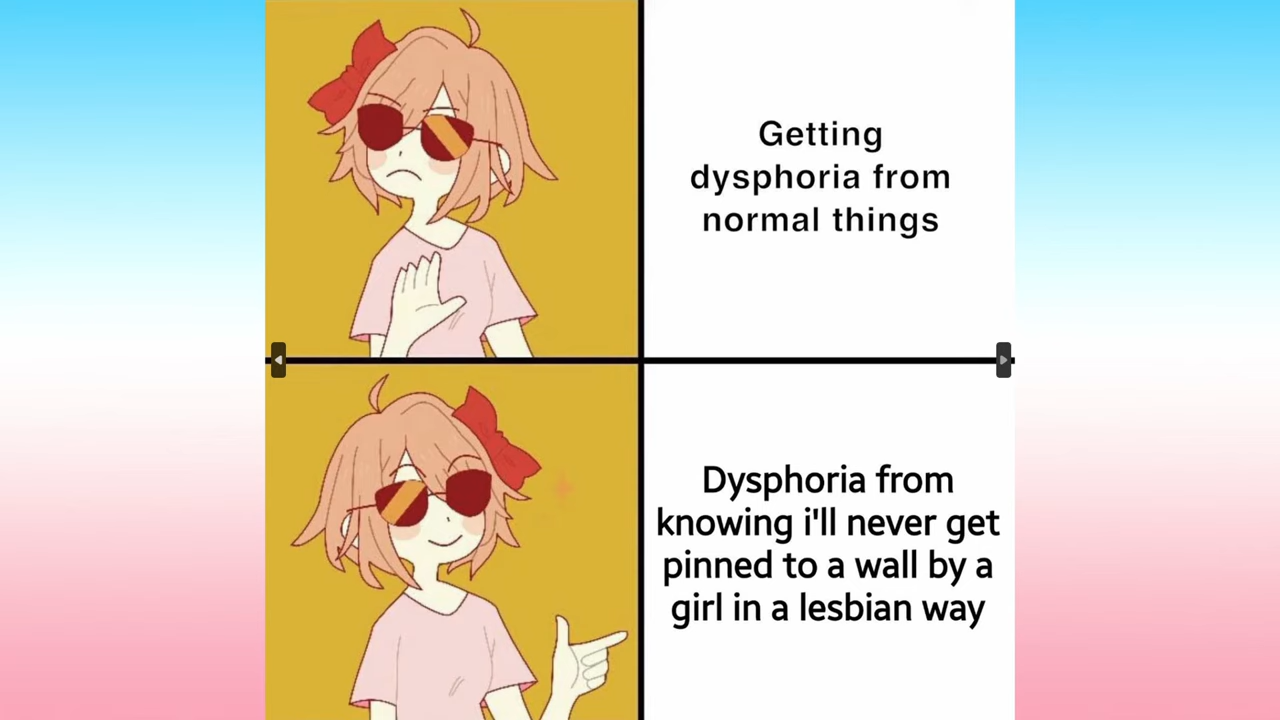 Getting
dysphoria from
normal things
Dysphoria from
knowing i'll never get
pinned to a wall by a
girl in a lesbian way